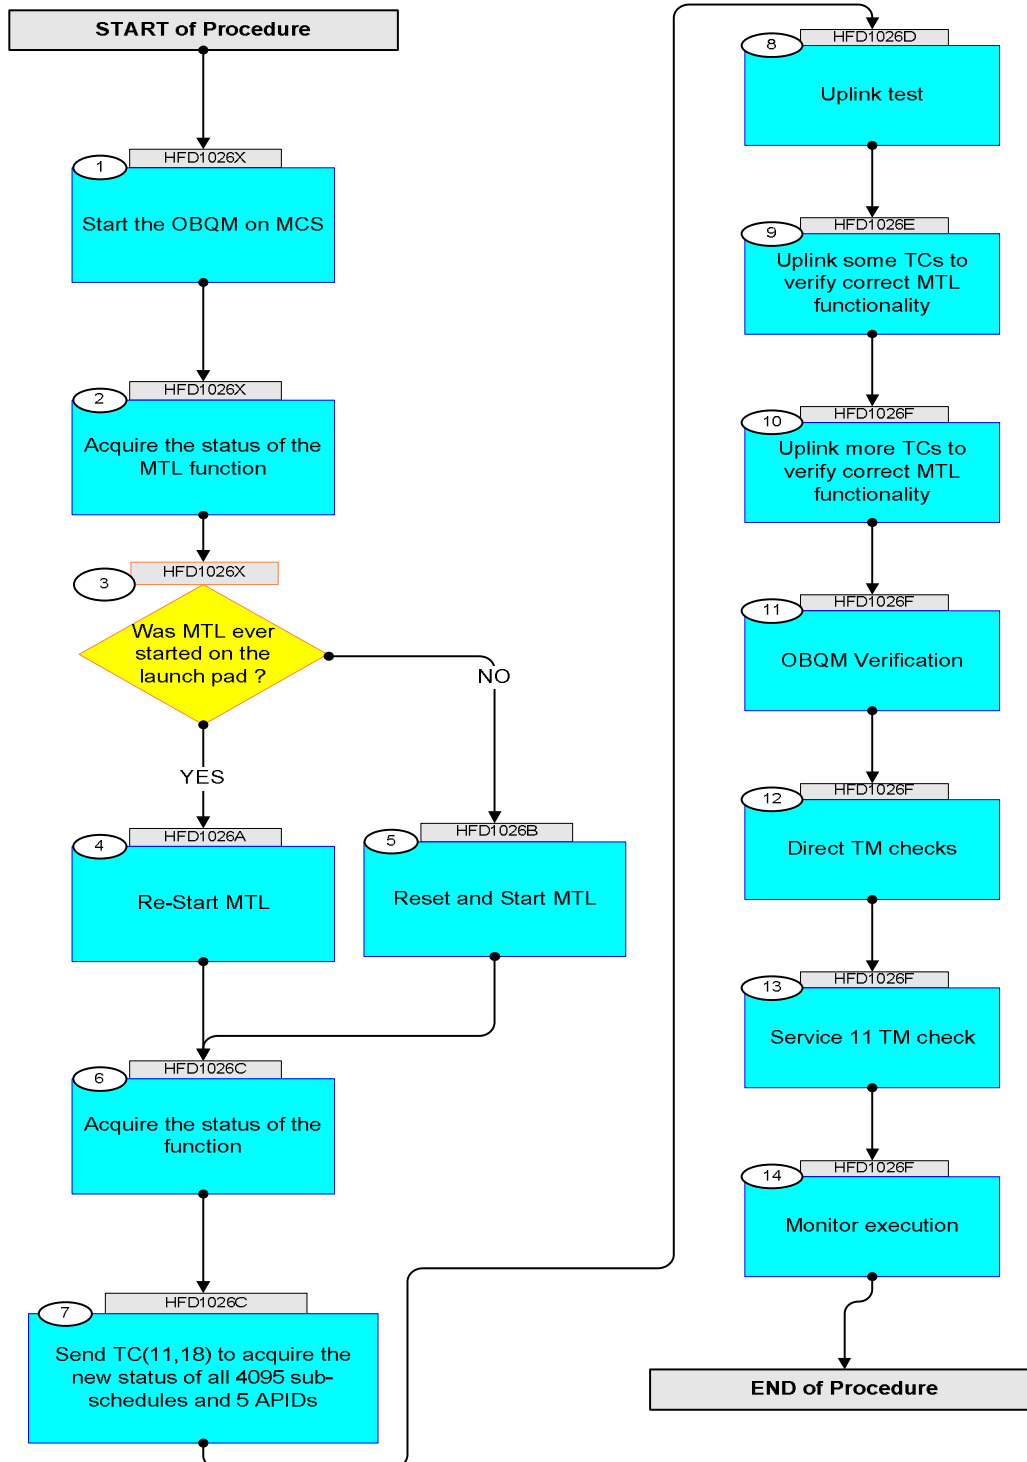 START of Procedure
HFD1026X
1
Start the OBQM on MCS
HFD1026X
2
Acquire the status of the
MTL function
HFD1026X
3
Was MTL ever
started on the
launch pad ?
NO
YES
HFD1026A
4
Re-Start MTL
HFD1026B
5
Reset and Start MTL
HFD1026C
6
Acquire the status of the
function
HFD1026C
7
Send TC(11,18) to acquire the
new status of all 4095 sub-
schedules and 5 APIDs
HFD1026D
8
Uplink test
HFD1026E
9
Uplink some TCs to
verify correct MTL
functionality
HFD1026F
10
Uplink more TCs to
verify correct MTL
functionality
HFD1026F
11
OBQM Verification
HFD1026F
12
Direct TM checks
HFD1026F
13
Service 11 TM check
HFD1026F
14
Monitor execution
END of Procedure